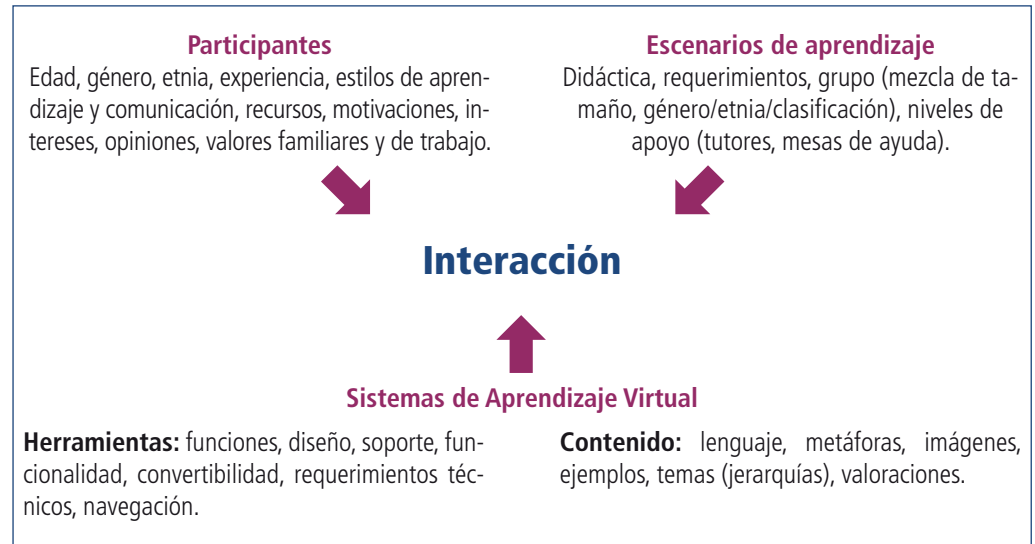 Participantes
Edad, género, etnia, experiencia, estilos de apren-
dizaje y comunicación, recursos, motivaciones, in-
tereses, opiniones, valores familiares y de trabajo.
Escenarios de aprendizaje
Didáctica, requerimientos, grupo (mezcla de ta-
maño, género/etnia/clasificación), niveles de
apoyo (tutores, mesas de ayuda).
Interacción
Sistemas de Aprendizaje Virtual
Herramientas: funciones, diseño, soporte, fun-
cionalidad, convertibilidad, requerimientos téc-
nicos, navegación.
Contenido: lenguaje, metáforas, imágenes,
ejemplos, temas (jerarquías), valoraciones.